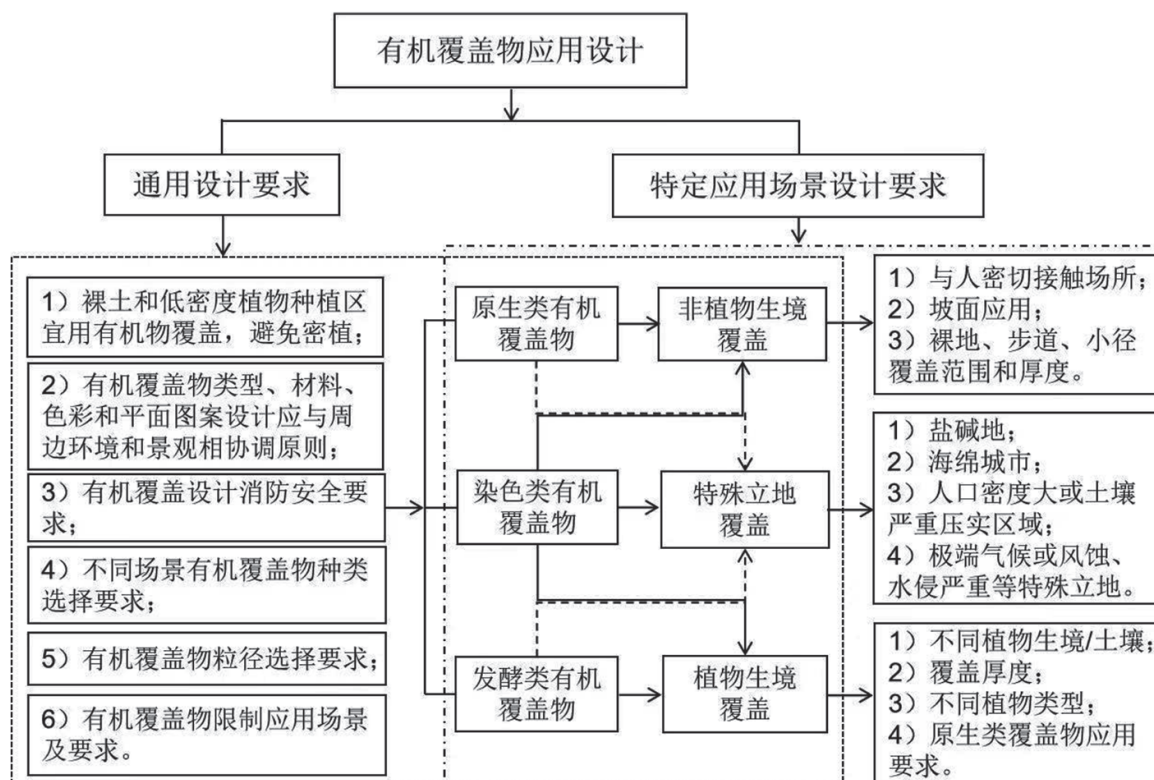 有机覆盖物应用设计
通用设计要求
特定应用场景设计要求
1）裸土和低密度植物种植区
宜用有机物覆盖，避免密植；
2）有机覆盖物类型、材料、
色彩和平面图案设计应与周
边环境和景观相协调原则；
3）有机覆盖设计消防安全要
求；
4）不同场景有机覆盖物种类
选择要求；
5）有机覆盖物粒径选择要求；
6）有机覆盖物限制应用场景
及要求。
原生类有机
覆盖物
染色类有机
覆盖物
发酵类有机
覆盖物
非植物生境
覆盖
特殊立地
覆盖
植物生境
覆盖
1）与人密切接触场所；
2）坡面应用；
3）裸地、步道、小径
覆盖范围和厚度。
1）盐碱地；
2）海绵城市；
3）人口密度大或土壤
严重压实区域；
4）极端气候或风蚀、
水侵严重等特殊立地。
1）不同植物生境/土壤；
2）覆盖厚度；
3）不同植物类型；
4）原生类覆盖物应用
要求。